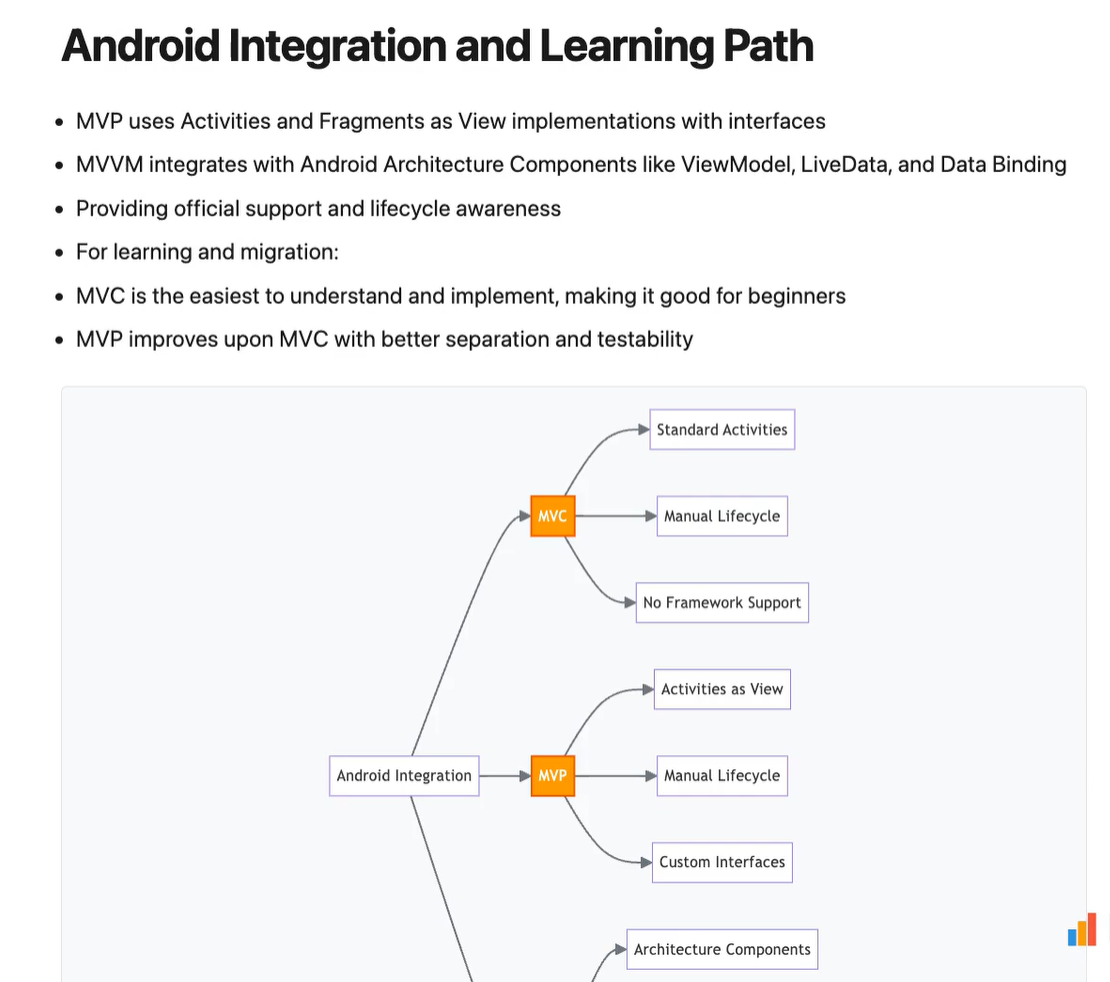 Android Integration and Learning Path
MVP uses Activities and Fragments as View implementations with interfaces
MVVM integrates with Android Architecture Components like ViewModel, LiveData, and Data Binding
Providing official support and lifecycle awareness
For learning and migration:
MVC is the easiest to understand and implement, making it good for beginners
MVP improves upon MVC with better separation and testability
Standard Activities
MVC
Manual Lifecycle
No Framework Support
Activities as View
Android Integration
MVP
Manual Lifecycle
Custom Interfaces
Architecture Components